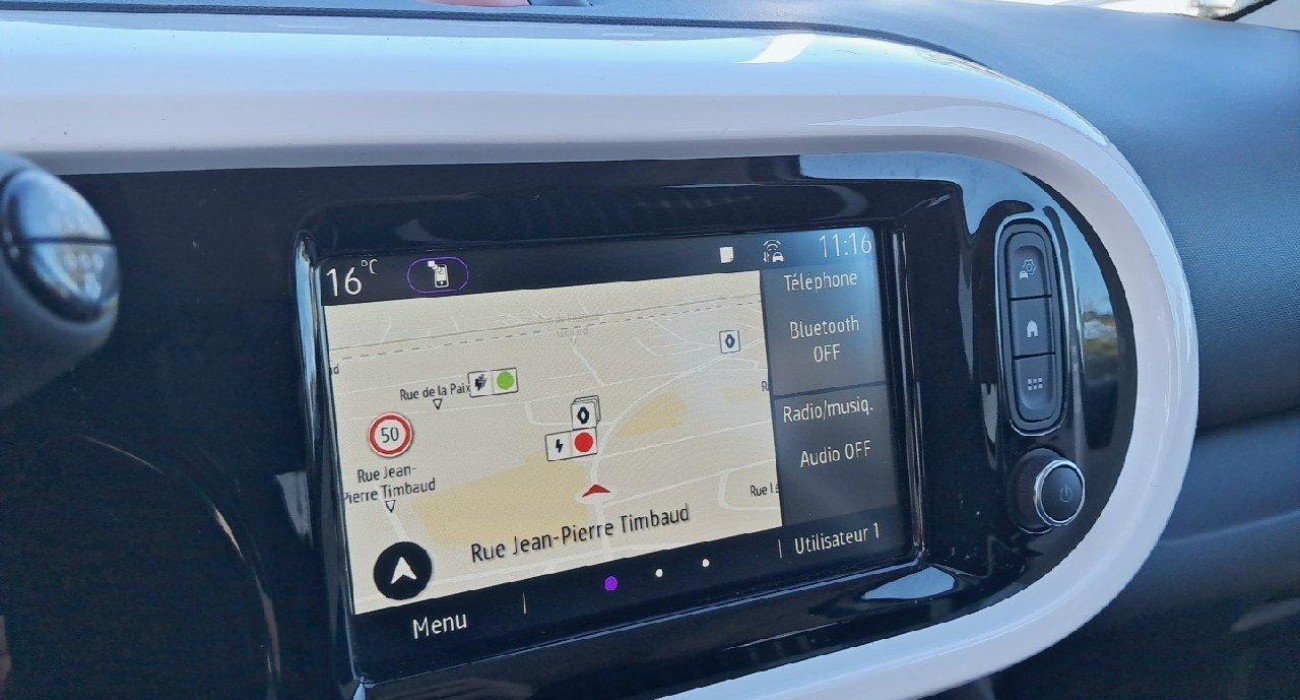 16°C
11:16
Téléphone
Bluetooth
OFF
Radio/musiq.
Audio OFF
Rue de la Paix
50
Rue Jean-
Pierre Timbaud
Rue Jean-Pierre Timbaud
Menu
Utilisateur 1